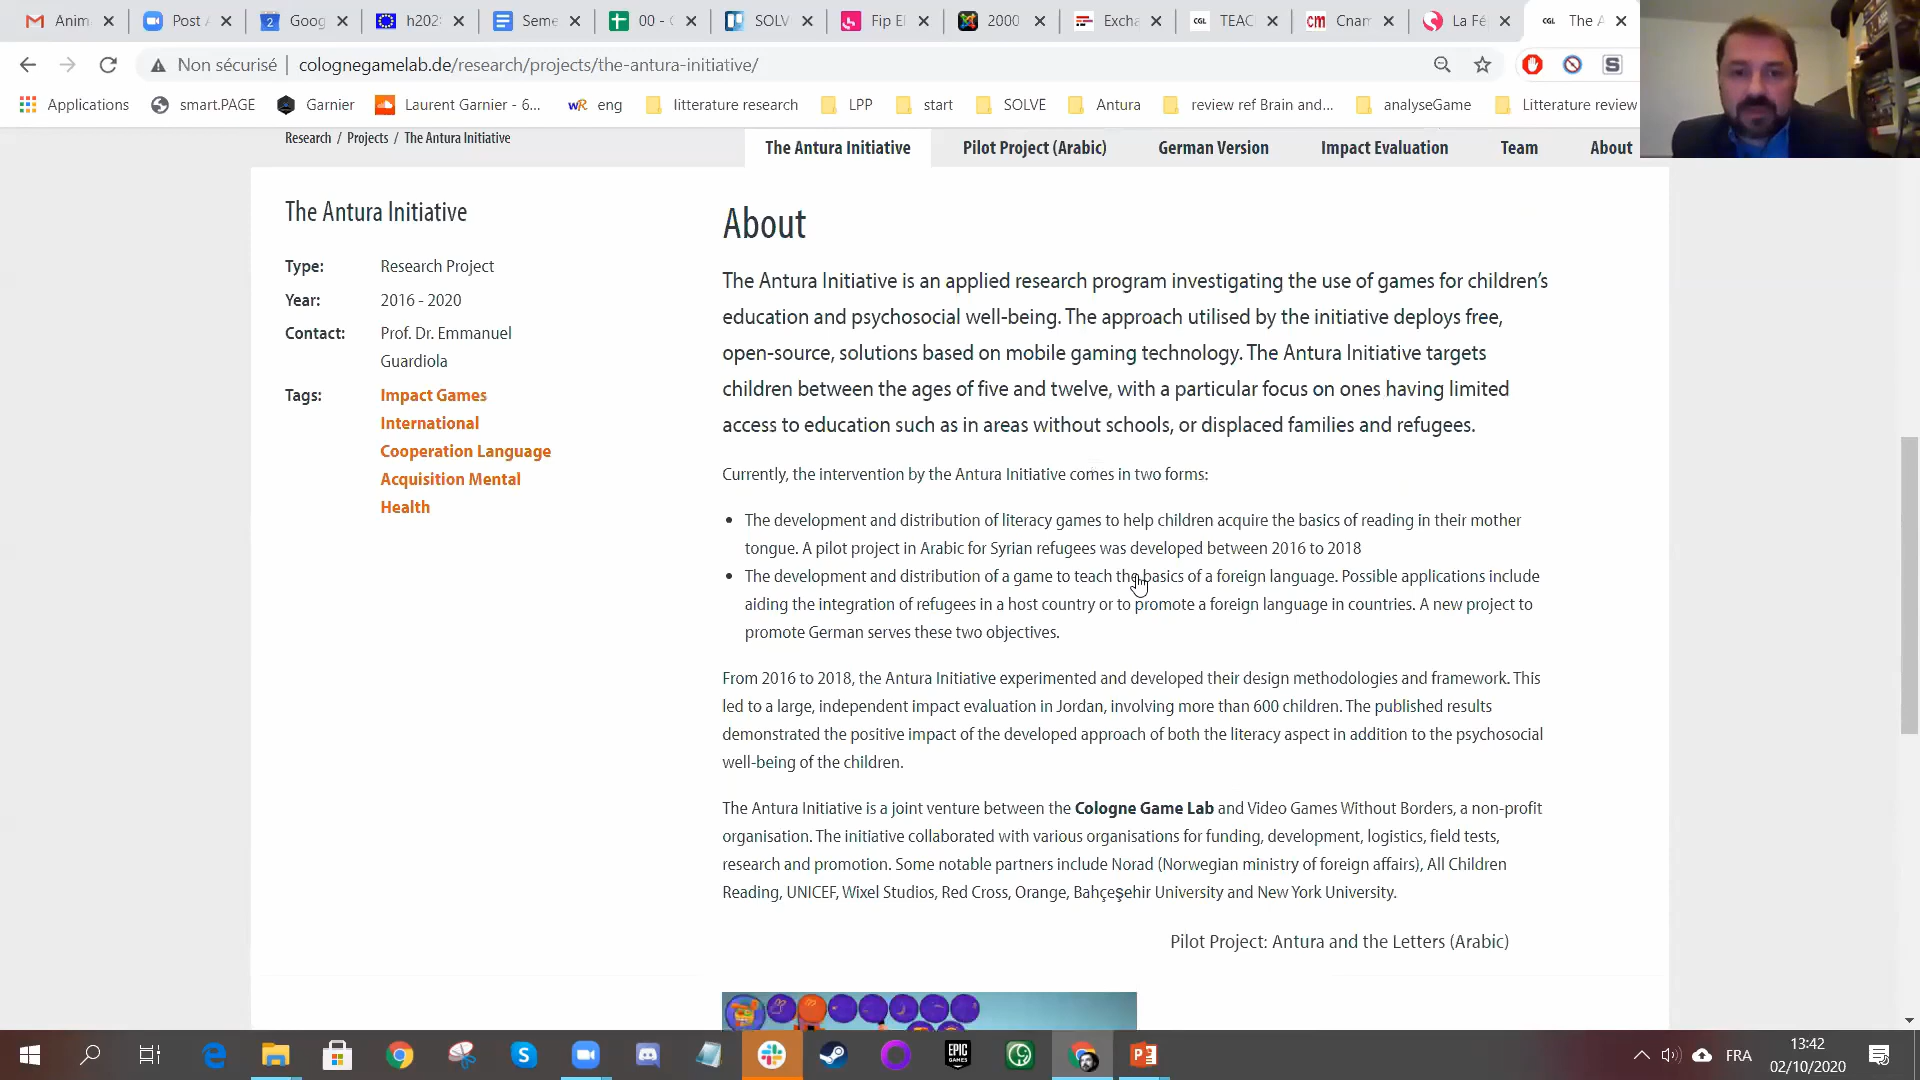 Anim
Post A
2 Goog
h202
Seme
00 - C
SOLV
Fip El
2000
Excha
CGL TEAC
cm Cnam
La Fé
CGL The A
Non sécurisé colognegamelab.de/research/projects/the-antura-initiative/
Applications smart.PAGE Garnier Laurent Garnier - 6... wR eng litterature research LPP start SOLVE Antura review ref Brain and... analyseGame Litterature review
Research / Projects / The Antura Initiative
The Antura Initiative Pilot Project (Arabic) German Version Impact Evaluation Team About
The Antura Initiative
Type: Research Project
Year: 2016 - 2020
Contact: Prof. Dr. Emmanuel
Guardiola
Tags: Impact Games
International
Cooperation Language
Acquisition Mental
Health
About
The Antura Initiative is an applied research program investigating the use of games for children's
education and psychosocial well-being. The approach utilised by the initiative deploys free,
open-source, solutions based on mobile gaming technology. The Antura Initiative targets
children between the ages of five and twelve, with a particular focus on ones having limited
access to education such as in areas without schools, or displaced families and refugees.
Currently, the intervention by the Antura Initiative comes in two forms:
• The development and distribution of literacy games to help children acquire the basics of reading in their mother
tongue. A pilot project in Arabic for Syrian refugees was developed between 2016 to 2018
• The development and distribution of a game to teach the basics of a foreign language. Possible applications include
aiding the integration of refugees in a host country or to promote a foreign language in countries. A new project to
promote German serves these two objectives.
From 2016 to 2018, the Antura Initiative experimented and developed their design methodologies and framework. This
led to a large, independent impact evaluation in Jordan, involving more than 600 children. The published results
demonstrated the positive impact of the developed approach of both the literacy aspect in addition to the psychosocial
well-being of the children.
The Antura Initiative is a joint venture between the Cologne Game Lab and Video Games Without Borders, a non-profit
organisation. The initiative collaborated with various organisations for funding, development, logistics, field tests,
research and promotion. Some notable partners include Norad (Norwegian ministry of foreign affairs), All Children
Reading, UNICEF, Wixel Studios, Red Cross, Orange, Bahçeşehir University and New York University.
Pilot Project: Antura and the Letters (Arabic)
EPIC
GAMES
FRA
13:42
02/10/2020